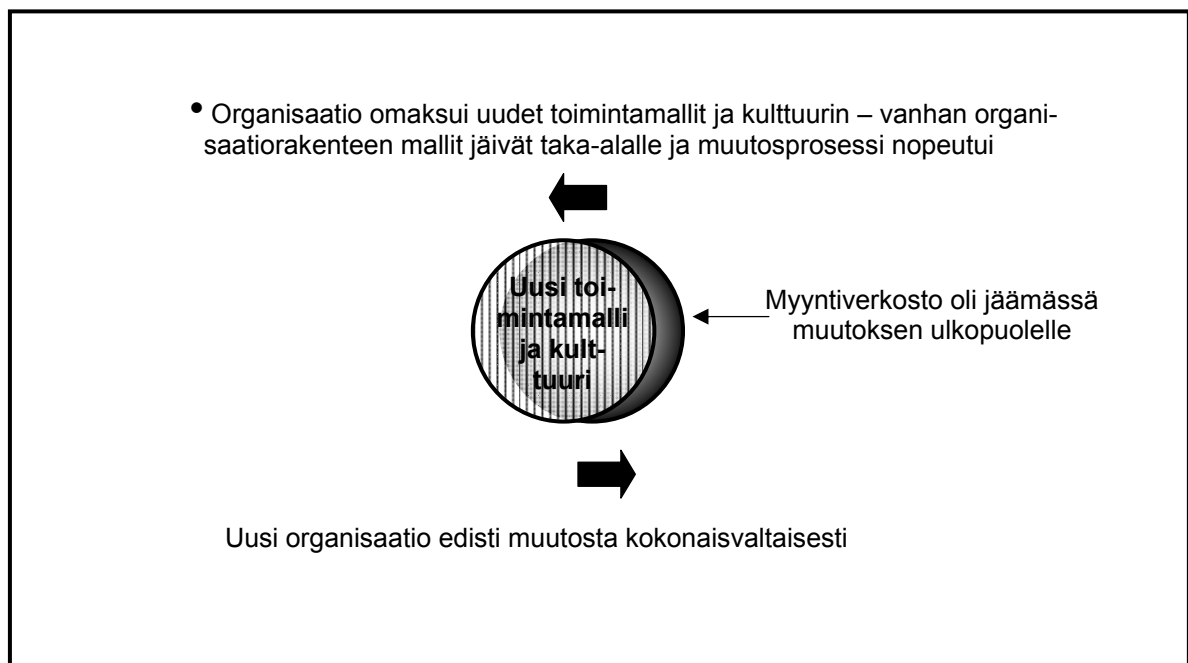 • Organisaatio omaksui uudet toimintamallit ja kulttuurin – vanhan organi-
saatiorakenteen mallit jäivät taka-alalle ja muutosprosessi nopeutui
Uusi toi-
mintamalli
ja kult-
tuuri
Myyntiverkosto oli jäämässä
muutoksen ulkopuolelle
Uusi organisaatio edisti muutosta kokonaisvaltaisesti